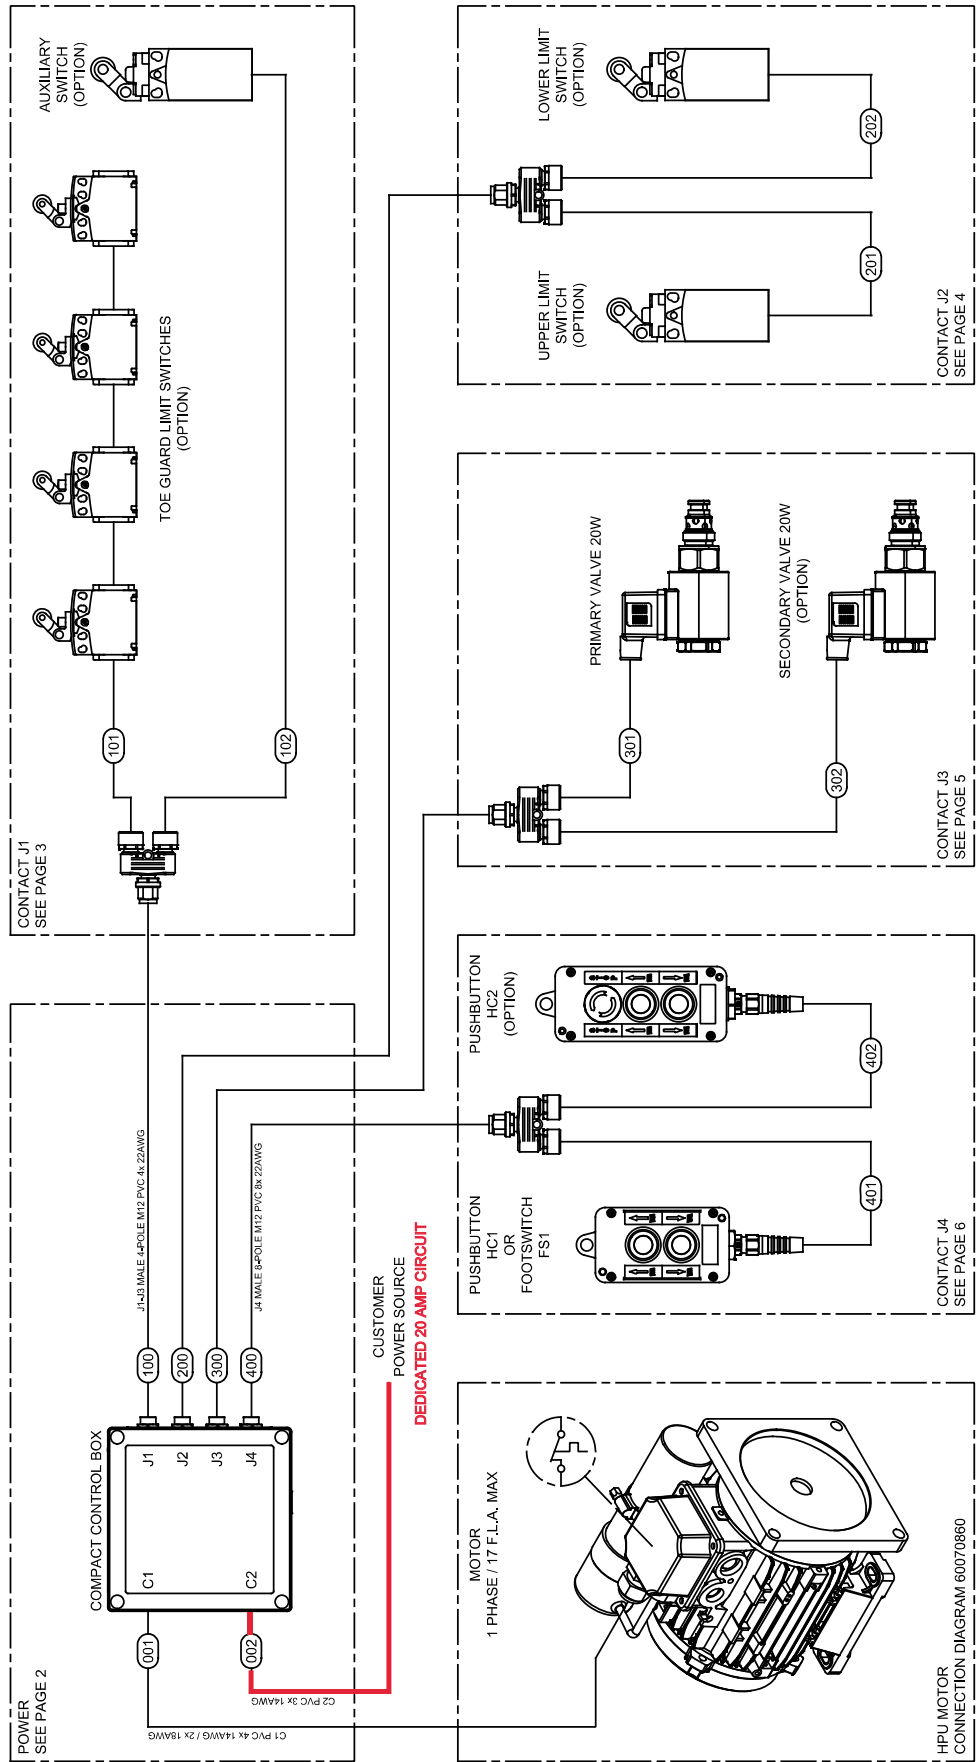 POWER
SEE PAGE 2
COMPACT CONTROL BOX
C1
C2
J1
J2
J3
J4
001
002
100
200
300
400
C1 PVC 4x 14AWG / 2x 18AWG
C2 PVC 3x 14AWG
J1-J3 MALE 4-POLE M12 PVC 4x 22AWG
J4 MALE 8-POLE M12 PVC 8x 22AWG
CUSTOMER
POWER SOURCE
DEDICATED 20 AMP CIRCUIT
CONTACT J1
SEE PAGE 3
101
102
TOE GUARD LIMIT SWITCHES
(OPTION)
AUXILIARY
SWITCH
(OPTION)
HPU MOTOR
CONNECTION DIAGRAM 60070860
MOTOR
1 PHASE / 17 F.L.A. MAX
CONTACT J4
SEE PAGE 6
PUSHBUTTON
HC1
OR
FOOTSWITCH
FS1
401
PUSHBUTTON
HC2
(OPTION)
402
CONTACT J3
SEE PAGE 5
PRIMARY VALVE 20W
301
SECONDARY VALVE 20W
(OPTION)
302
CONTACT J2
SEE PAGE 4
UPPER LIMIT
SWITCH
(OPTION)
201
LOWER LIMIT
SWITCH
(OPTION)
202